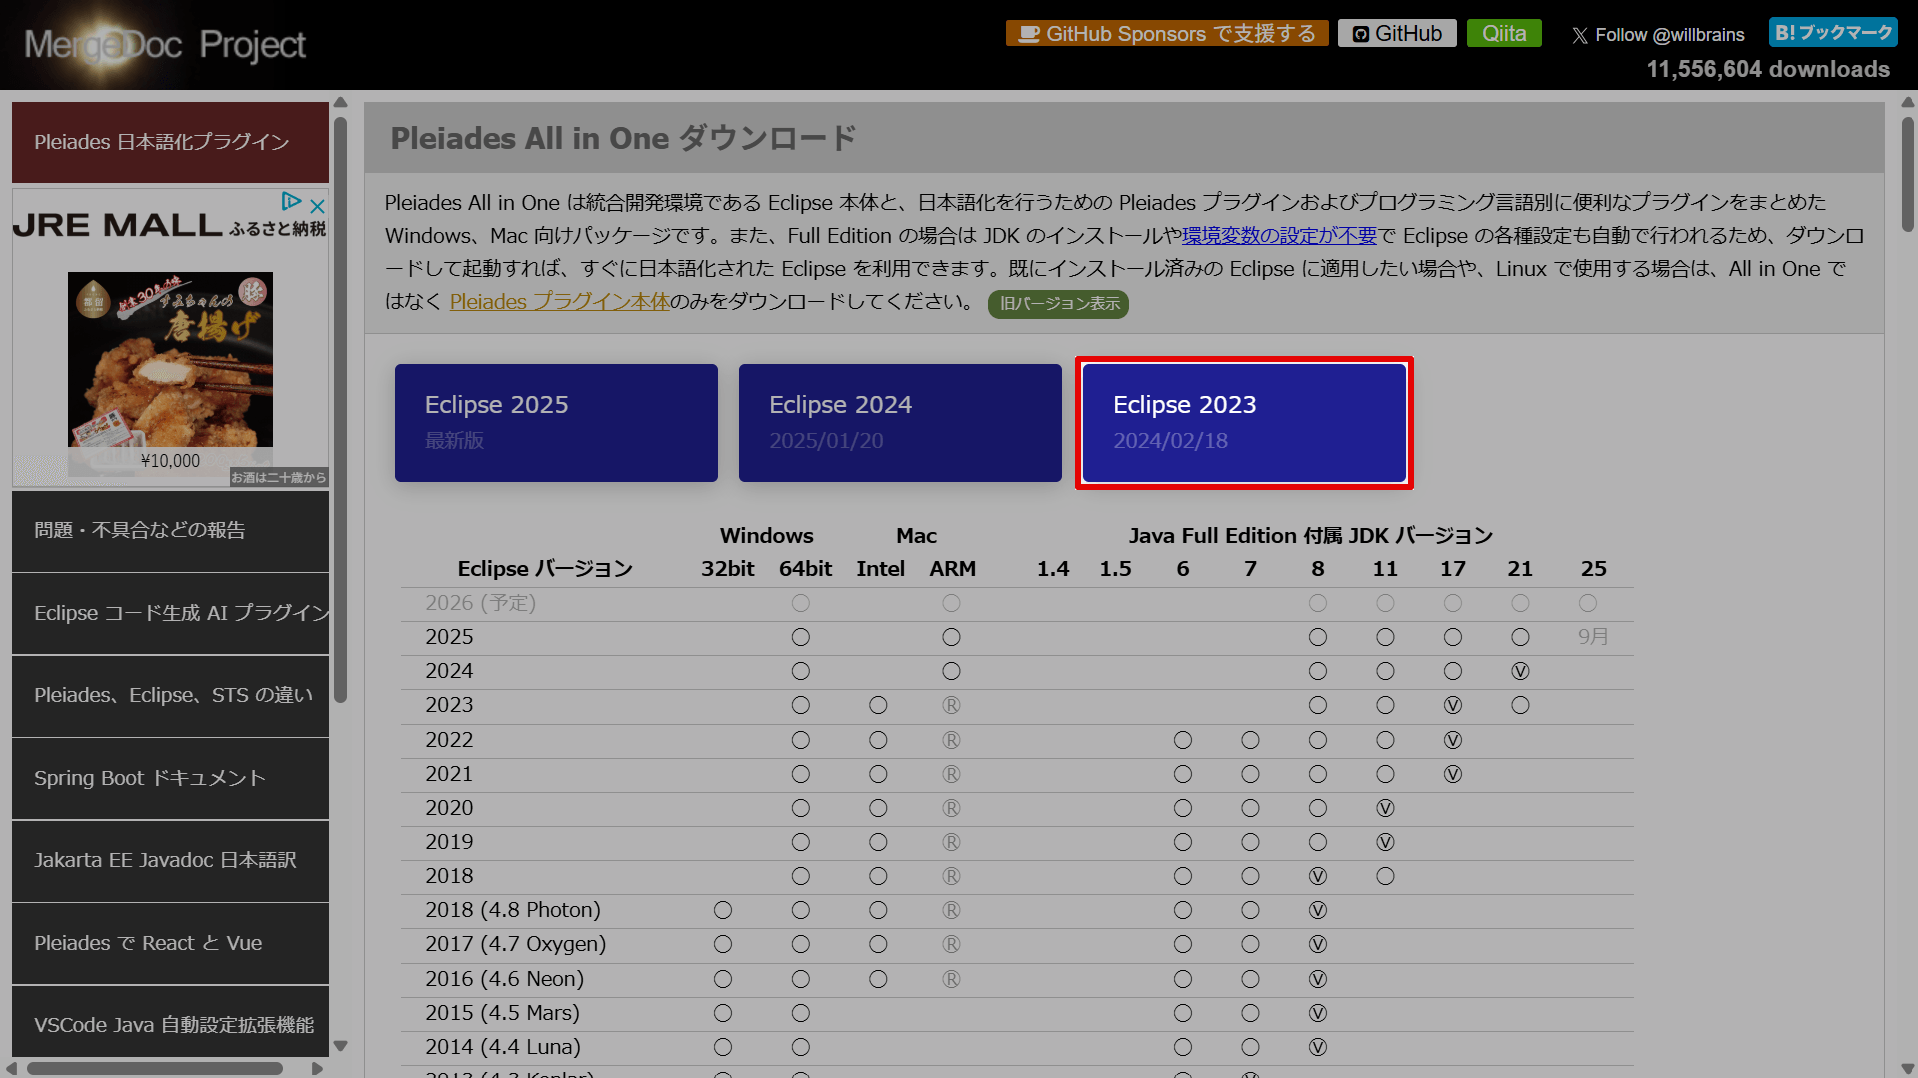 MergeDoc Project
GitHub Sponsors で支援する
GitHub
Qiita
Follow @willbrains
B! ブックマーク
11,556,604 downloads
Pleiades 日本語化プラグイン
JRE MALL ふるさと納税
唐揚げ
¥10,000
お酒は二十歳から
問題・不具合などの報告
Eclipse コード生成 AI プラグイン
Pleiades、Eclipse、STS の違い
Spring Boot ドキュメント
Jakarta EE Javadoc 日本語訳
Pleiades で React と Vue
VSCode Java 自動設定拡張機能
Pleiades All in One ダウンロード
Pleiades All in One は統合開発環境である Eclipse 本体と、日本語化を行うための Pleiades プラグインおよびプログラミング言語別に便利なプラグインをまとめた
Windows、Mac 向けパッケージです。また、Full Edition の場合は JDK のインストールや環境変数の設定が不要で Eclipse の各種設定も自動で行われるため、ダウンロ
ードして起動すれば、すぐに日本語化された Eclipse を利用できます。既にインストール済みの Eclipse に適用したい場合や、Linux で使用する場合は、All in One で
はなく Pleiades プラグイン本体のみをダウンロードしてください。 旧バージョン表示
Eclipse 2025
最新版
Eclipse 2024
2025/01/20
Eclipse 2023
2024/02/18
Windows Mac Java Full Edition 付属 JDK バージョン
Eclipse バージョン 32bit 64bit Intel ARM 1.4 1.5 6 7 8 11 17 21 25
2026 (予定) ○ ○ ○ ○ ○ ○ ○
2025 ○ ○ ○ ○ ○ ○ 9月
2024 ○ ○ ○ ○ ○ Ⓥ
2023 ○ ○ Ⓡ ○ ○ Ⓥ ○
2022 ○ ○ Ⓡ ○ ○ ○ ○ Ⓥ
2021 ○ ○ Ⓡ ○ ○ ○ ○ Ⓥ
2020 ○ ○ Ⓡ ○ ○ ○ Ⓥ
2019 ○ ○ Ⓡ ○ ○ ○ Ⓥ
2018 ○ ○ Ⓡ ○ ○ Ⓥ ○
2018 (4.8 Photon) ○ ○ ○ Ⓡ ○ ○ Ⓥ
2017 (4.7 Oxygen) ○ ○ ○ Ⓡ ○ ○ Ⓥ
2016 (4.6 Neon) ○ ○ ○ Ⓡ ○ ○ Ⓥ
2015 (4.5 Mars) ○ ○ ○ ○ Ⓥ
2014 (4.4 Luna) ○ ○ ○ ○ Ⓥ